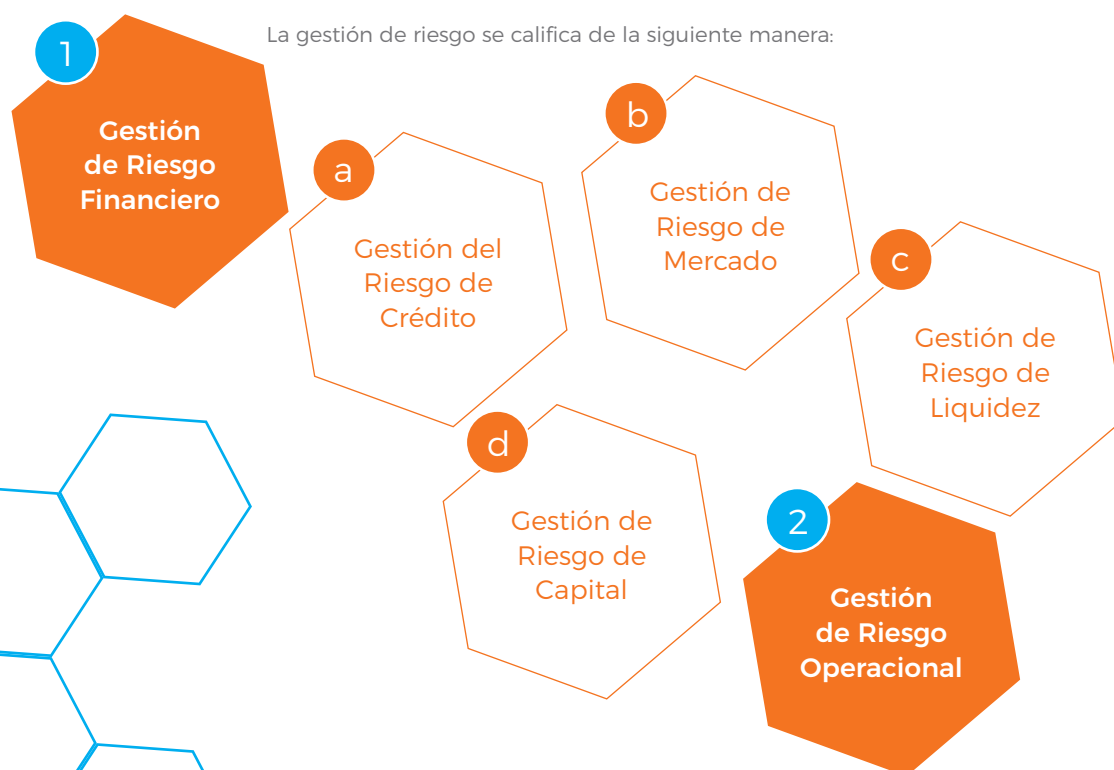 La gestión de riesgo se califica de la siguiente manera:
1
Gestión
de Riesgo
Financiero
a
Gestión del
Riesgo de
Crédito
b
Gestión de
Riesgo de
Mercado
c
Gestión de
Riesgo de
Liquidez
d
Gestión de
Riesgo de
Capital
2
Gestión
de Riesgo
Operacional